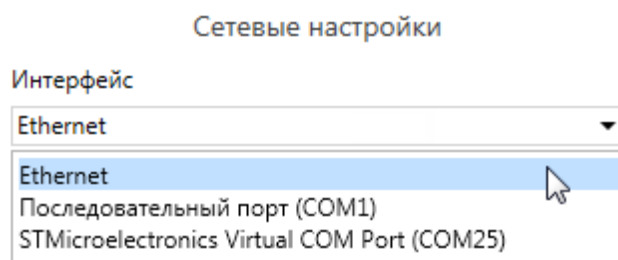 Сетевые настройки
Интерфейс
Ethernet
Ethernet
Последовательный порт (COM1)
STMicroelectronics Virtual COM Port (COM25)